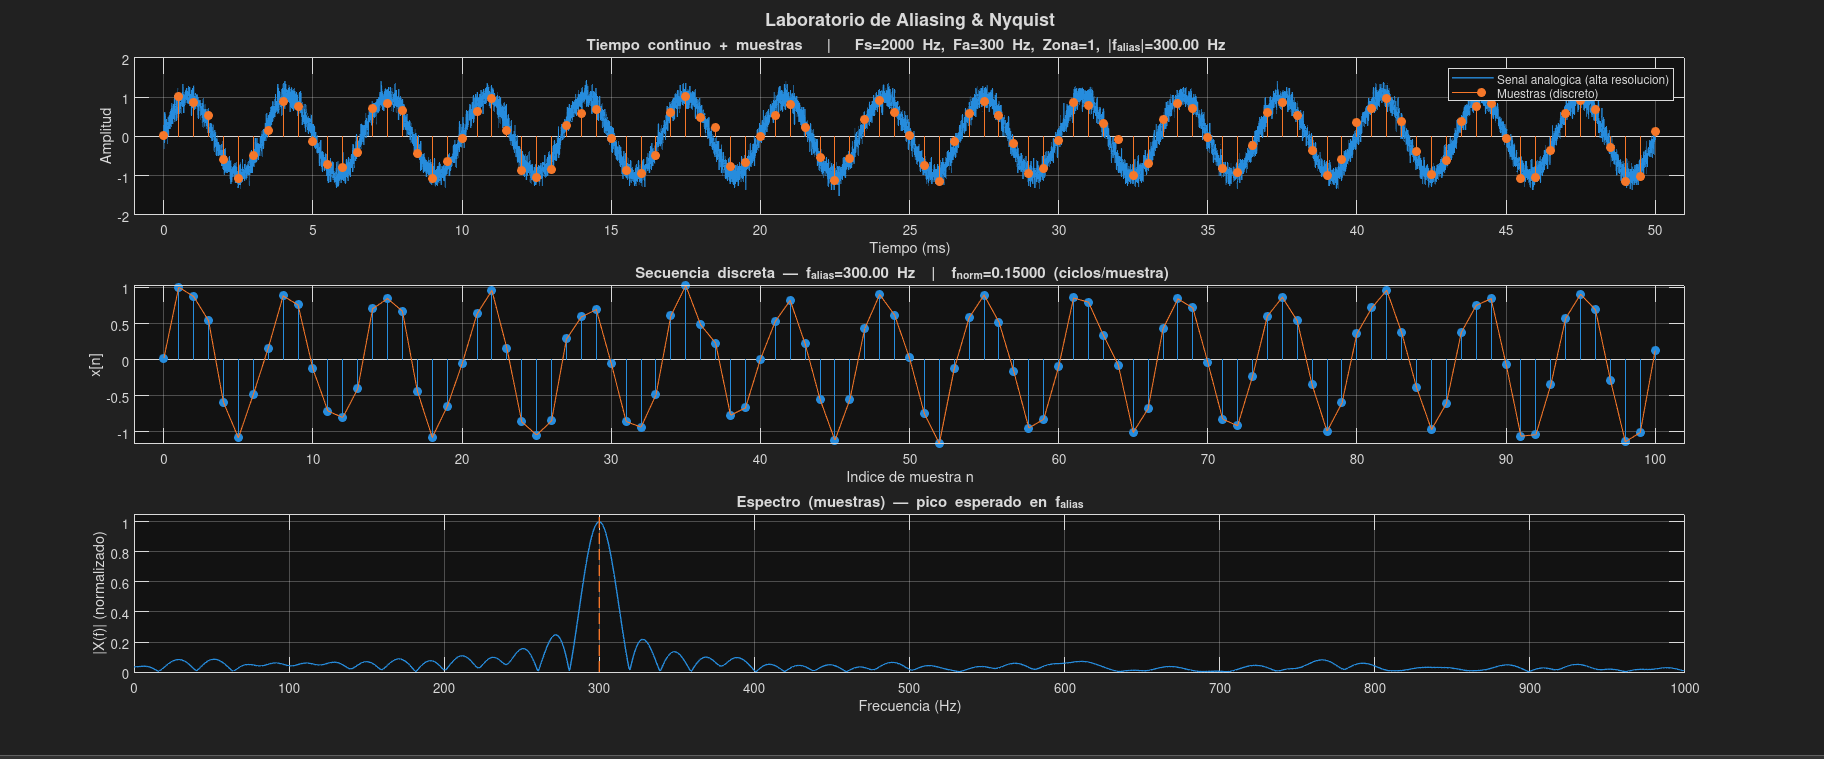 Laboratorio de Aliasing & Nyquist
Tiempo continuo + muestras | Fs=2000 Hz, Fa=300 Hz, Zona=1, |falias|=300.00 Hz
2
1
0
-1
-2
Amplitud
Senal analogica (alta resolucion)
Muestras (discreto)
0 5 10 15 20 25 30 35 40 45 50
Tiempo (ms)
Secuencia discreta — falias=300.00 Hz | fnorm=0.15000 (ciclos/muestra)
1
0.5
0
-0.5
-1
x[n]
0 10 20 30 40 50 60 70 80 90 100
Indice de muestra n
Espectro (muestras) — pico esperado en falias
1
0.8
0.6
0.4
0.2
0
|X(f)| (normalizado)
0 100 200 300 400 500 600 700 800 900 1000
Frecuencia (Hz)